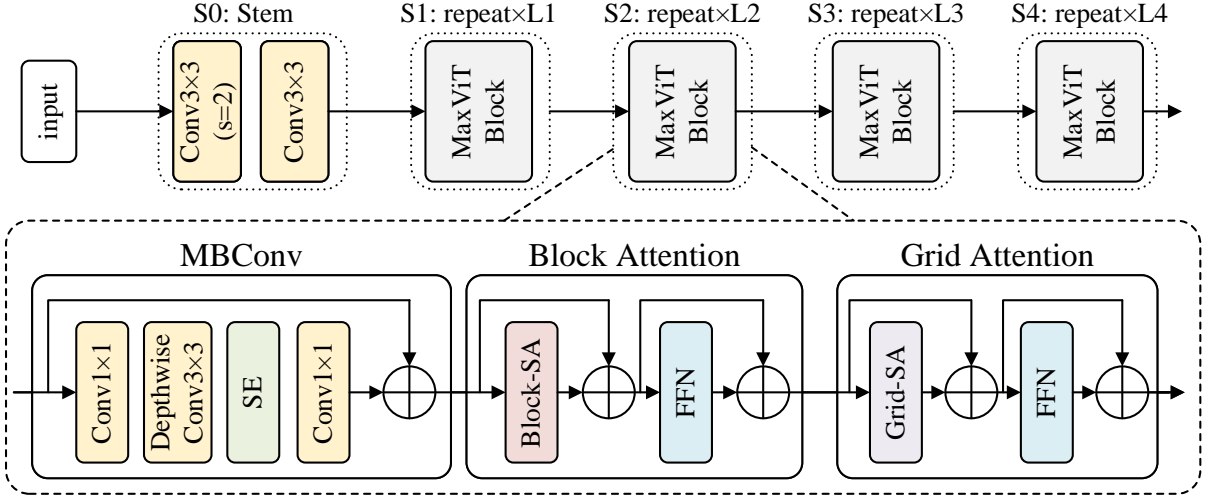 S0: Stem
S1: repeat×L1
S2: repeat×L2
S3: repeat×L3
S4: repeat×L4
input
Conv3×3
(s=2)
Conv3×3
MaxViT
Block
MaxViT
Block
MaxViT
Block
MaxViT
Block
MBConv
Block Attention
Grid Attention
Conv1×1
Depthwise
Conv3×3
SE
Conv1×1
Block-SA
FFN
Grid-SA
FFN